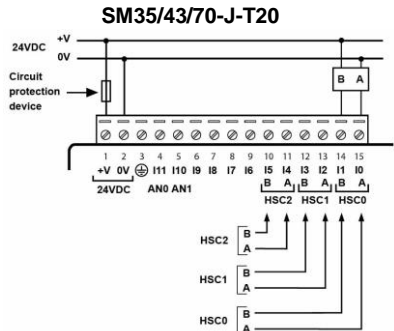 SM35/43/70-J-T20
+V
24VDC
0V
Circuit
protection
device
B A
1 2 3 4 5 6 7 8 9 10 11 12 13 14 15
+V 0V I11 I10 I9 I8 I7 I6 I5 I4 I3 I2 I1 I0
B A B A B A
24VDC AN0 AN1 HSC2 HSC1 HSC0
HSC2 B
A
HSC1 B
A
HSC0 B
A